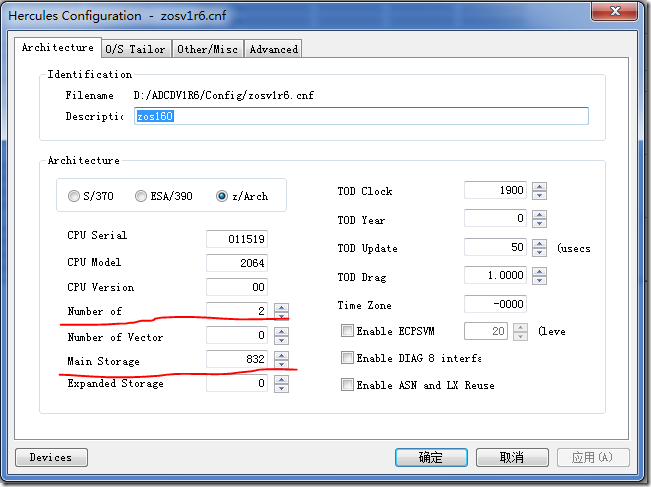 Hercules Configuration - zosv1r6.cnf
Architecture O/S Tailor Other/Misc Advanced
Identification
Filename D:/ADCDV1R6/Config/zosv1r6.cnf
Descriptic zos160
Architecture
S/370 ESA/390 z/Arch
CPU Serial 011519
CPU Model 2064
CPU Version 00
Number of 2
Number of Vector 0
Main Storage 832
Expanded Storage 0
TOD Clock 1900
TOD Year 0
TOD Update 50 (usecs
TOD Drag 1.0000
Time Zone -0000
Enable ECPSVM 20 (leve
Enable DIAG 8 interfa
Enable ASN and LX Reuse
Devices 确定 取消 应用(A)